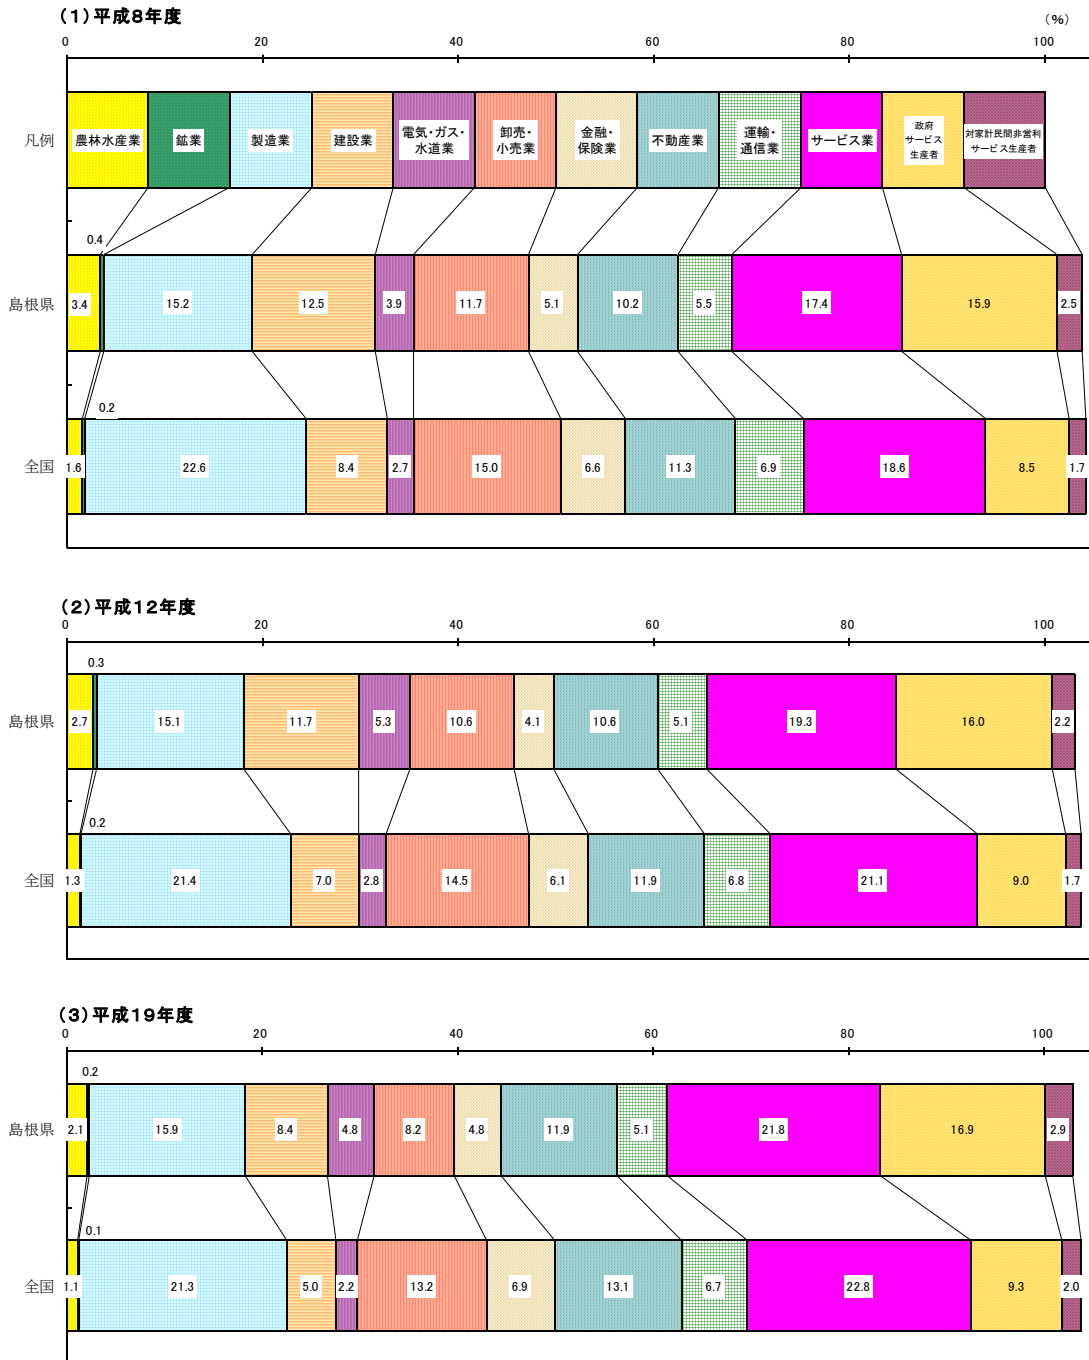 （1）平成8年度
（％）
0 20 40 60 80 100
凡例
農林水産業
鉱業
製造業
建設業
電気・ガス・
水道業
卸売・
小売業
金融・
保険業
不動産業
運輸・
通信業
サービス業
政府
サービス
生産者
対家計民間非営利
サービス生産者
0.4
島根県 3.4 15.2 12.5 3.9 11.7 5.1 10.2 5.5 17.4 15.9 2.5
0.2
全国 1.6 22.6 8.4 2.7 15.0 6.6 11.3 6.9 18.6 8.5 1.7
（2）平成12年度
0 20 40 60 80 100
0.3
島根県 2.7 15.1 11.7 5.3 10.6 4.1 10.6 5.1 19.3 16.0 2.2
0.2
全国 1.3 21.4 7.0 2.8 14.5 6.1 11.9 6.8 21.1 9.0 1.7
（3）平成19年度
0 20 40 60 80 100
0.2
島根県 2.1 15.9 8.4 4.8 8.2 4.8 11.9 5.1 21.8 16.9 2.9
0.1
全国 1.1 21.3 5.0 2.2 13.2 6.9 13.1 6.7 22.8 9.3 2.0